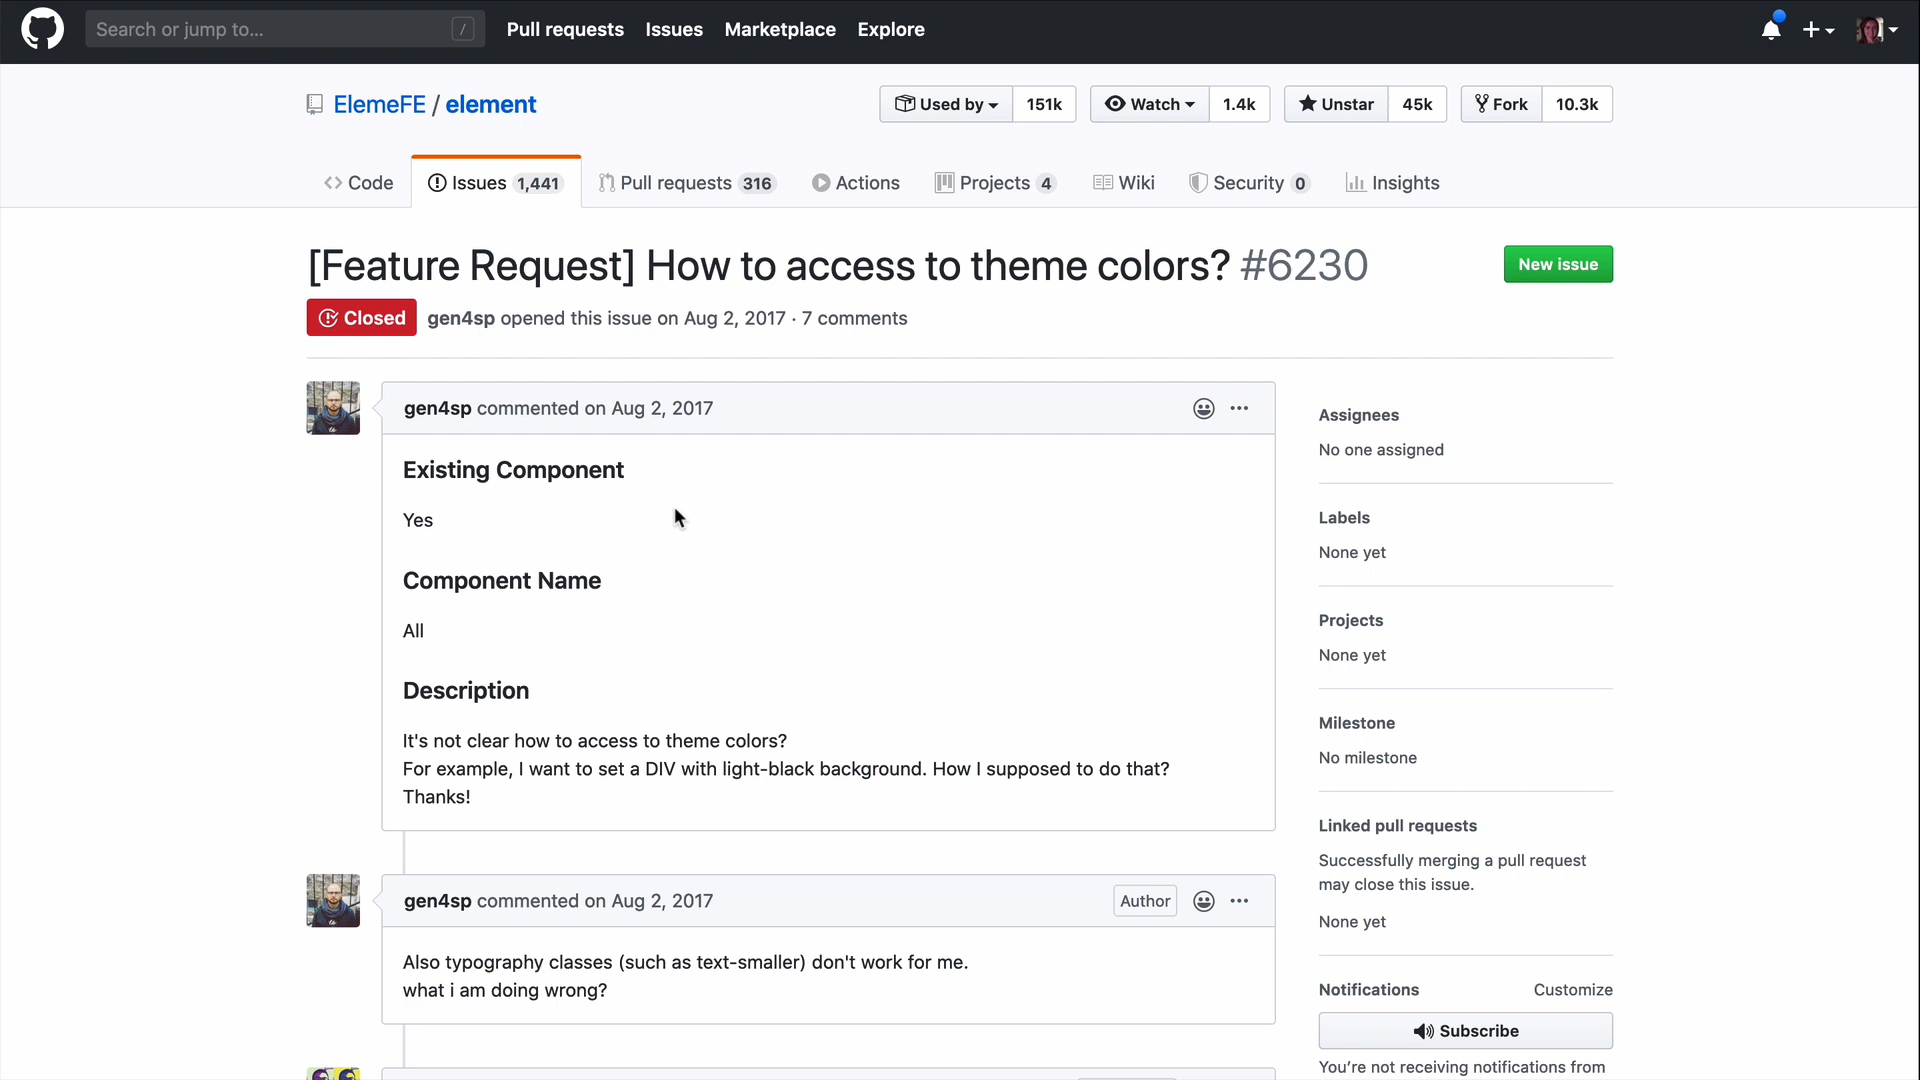 Search or jump to... /
Pull requests Issues Marketplace Explore
ElemeFE / element
Used by 151k Watch 1.4k Unstar 45k Fork 10.3k
Code Issues 1,441 Pull requests 316 Actions Projects 4 Wiki Security 0 Insights
[Feature Request] How to access to theme colors? #6230
New issue
Closed gen4sp opened this issue on Aug 2, 2017 · 7 comments
gen4sp commented on Aug 2, 2017
Existing Component
Yes
Component Name
All
Description
It's not clear how to access to theme colors?
For example, I want to set a DIV with light-black background. How I supposed to do that?
Thanks!
gen4sp commented on Aug 2, 2017 Author
Also typography classes (such as text-smaller) don't work for me.
what i am doing wrong?
Assignees
No one assigned
Labels
None yet
Projects
None yet
Milestone
No milestone
Linked pull requests
Successfully merging a pull request
may close this issue.
None yet
Notifications Customize
Subscribe
You're not receiving notifications from